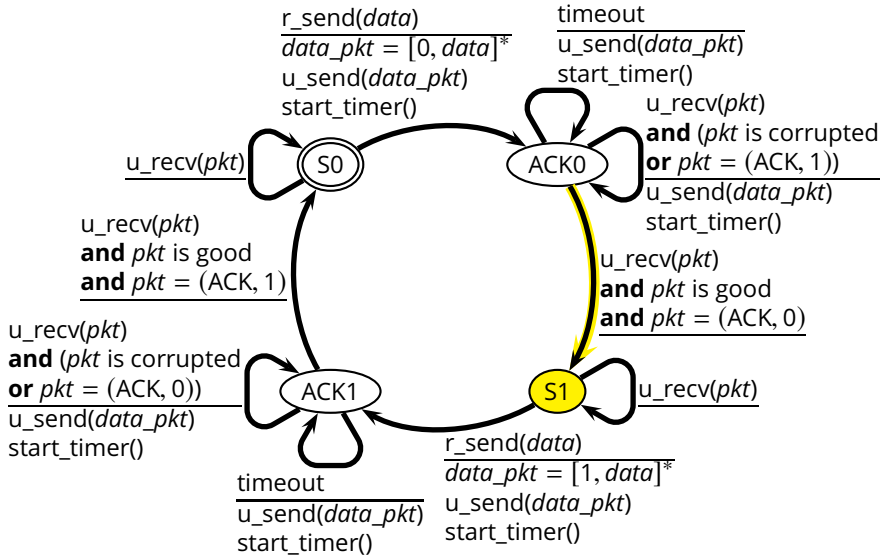 r_send(data)
data_pkt = [0, data]*
u_send(data_pkt)
start_timer()
timeout
u_send(data_pkt)
start_timer()
u_recv(pkt)
and (pkt is corrupted
or pkt = (ACK, 1))
u_send(data_pkt)
start_timer()
u_recv(pkt)
S0
ACK0
u_recv(pkt)
and pkt is good
and pkt = (ACK, 1)
u_recv(pkt)
and pkt is good
and pkt = (ACK, 0)
u_recv(pkt)
and (pkt is corrupted
or pkt = (ACK, 0))
u_send(data_pkt)
start_timer()
ACK1
S1
u_recv(pkt)
timeout
u_send(data_pkt)
start_timer()
r_send(data)
data_pkt = [1, data]*
u_send(data_pkt)
start_timer()